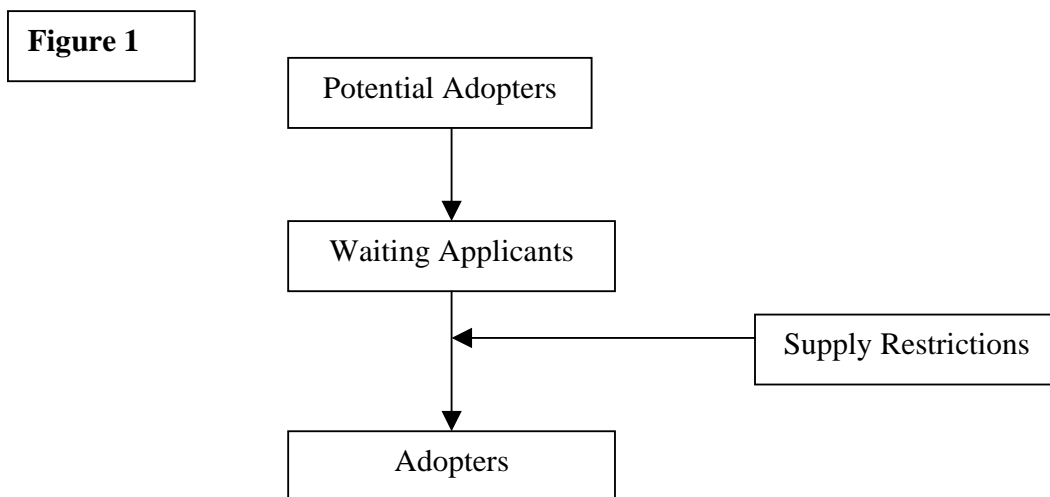 Figure 1
Potential Adopters
Waiting Applicants
Supply Restrictions
Adopters